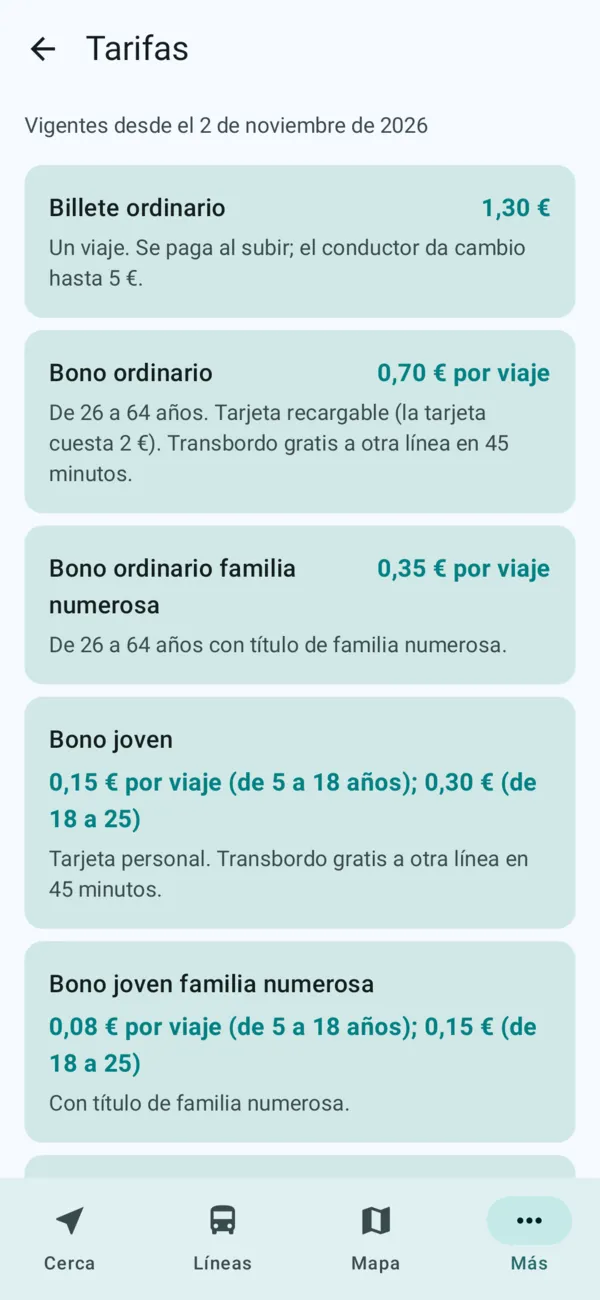 Tarifas
Vigentes desde el 2 de noviembre de 2026
Billete ordinario 1,30 €
Un viaje. Se paga al subir; el conductor da cambio
hasta 5 €.
Bono ordinario 0,70 € por viaje
De 26 a 64 años. Tarjeta recargable (la tarjeta
cuesta 2 €). Transbordo gratis a otra línea en 45
minutos.
Bono ordinario familia 0,35 € por viaje
numerosa
De 26 a 64 años con título de familia numerosa.
Bono joven
0,15 € por viaje (de 5 a 18 años); 0,30 € (de
18 a 25)
Tarjeta personal. Transbordo gratis a otra línea en
45 minutos.
Bono joven familia numerosa
0,08 € por viaje (de 5 a 18 años); 0,15 € (de
18 a 25)
Con título de familia numerosa.
Cerca Líneas Mapa Más